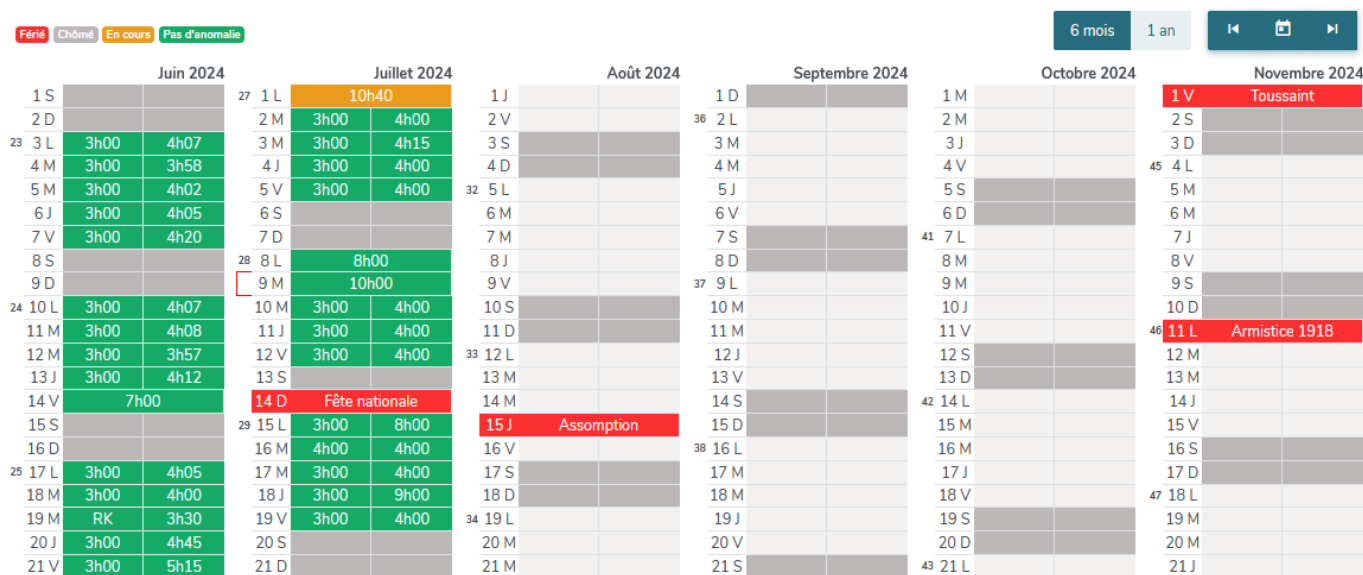 Férié Chômé En cours Pas d'anomalie 6 mois 1 an
Juin 2024 Juillet 2024 Août 2024 Septembre 2024 Octobre 2024 Novembre 2024
1 S 27 1 L 10h40 1 J 1 D 1 M 1 V Toussaint
2 D 2 M 3h00 4h00 2 V 36 2 L 2 M 2 S
23 3 L 3h00 4h07 3 M 3h00 4h15 3 S 3 M 3 J 3 D
4 M 3h00 3h58 4 J 3h00 4h00 4 D 4 M 4 V 45 4 L
5 M 3h00 4h02 5 V 3h00 4h00 32 5 L 5 J 5 S 5 M
6 J 3h00 4h05 6 S 6 M 6 V 6 D 6 M
7 V 3h00 4h20 7 D 7 M 7 S 41 7 L 7 J
8 S 28 8 L 8h00 8 J 8 D 8 M 8 V
9 D 9 M 10h00 9 V 37 9 L 9 M 9 S
24 10 L 3h00 4h07 10 M 3h00 4h00 10 S 10 M 10 J 10 D
11 M 3h00 4h08 11 J 3h00 4h00 11 D 11 M 11 V 46 11 L Armistice 1918
12 M 3h00 3h57 12 V 3h00 4h00 33 12 L 12 J 12 S 12 M
13 J 3h00 4h12 13 S 13 M 13 V 13 D 13 M
14 V 7h00 14 D Fête nationale 14 M 14 S 42 14 L 14 J
15 S 29 15 L 3h00 8h00 15 J Assomption 15 D 15 M 15 V
16 D 16 M 4h00 4h00 16 V 38 16 L 16 M 16 S
25 17 L 3h00 4h05 17 M 3h00 4h00 17 S 17 M 17 J 17 D
18 M 3h00 4h00 18 J 3h00 9h00 18 D 18 M 18 V 47 18 L
19 M RK 3h30 19 V 3h00 4h00 34 19 L 19 J 19 S 19 M
20 J 3h00 4h45 20 S 20 M 20 V 20 D 20 M
21 V 3h00 5h15 21 D 21 M 21 S 43 21 L 21 J